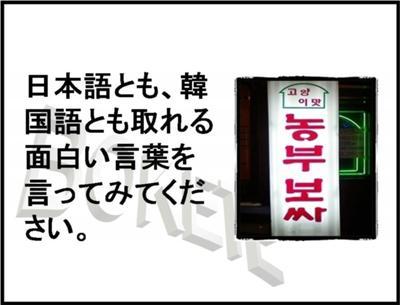 日本語とも、韓
国語とも取れる
面白い言葉を
言ってみてくだ
さい。
고향
이맛
농부보쌈
BOKETE